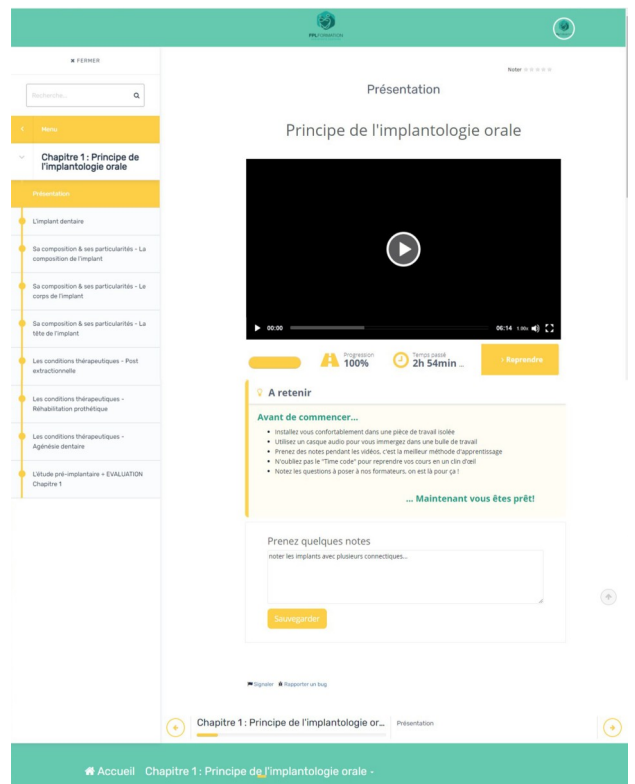 PPL FORMATION
✖ FERMER
Recherche...
Menu
Chapitre 1 : Principe de
l'implantologie orale
Présentation
L'implant dentaire
Sa composition & ses particularités - La
composition de l'implant
Sa composition & ses particularités - Le
corps de l'implant
Sa composition & ses particularités - La
tête de l'implant
Les conditions thérapeutiques - Post
extractionnelle
Les conditions thérapeutiques -
Réhabilitation prothétique
Les conditions thérapeutiques -
Agénésie dentaire
L'étude pré-implantaire + EVALUATION
Chapitre 1
Noter
Présentation
Principe de l'implantologie orale
00:00
06:14 1.00x
Progression
100%
Temps passé
2h 54min ...
› Reprendre
A retenir
Avant de commencer...
• Installez vous confortablement dans une pièce de travail isolée
• Utilisez un casque audio pour vous immergez dans une bulle de travail
• Prenez des notes pendant les vidéos, c'est la meilleur méthode d'apprentissage
• N'oubliez pas le "Time code" pour reprendre vos cours en un clin d'œil
• Notez les questions à poser à nos formateurs, on est là pour ça !
... Maintenant vous êtes prêt!
Prenez quelques notes
noter les implants avec plusieurs connectiques...
Sauvegarder
Signaler Rapporter un bug
Chapitre 1 : Principe de l'implantologie or...
Présentation
Accueil Chapitre 1 : Principe de l'implantologie orale -